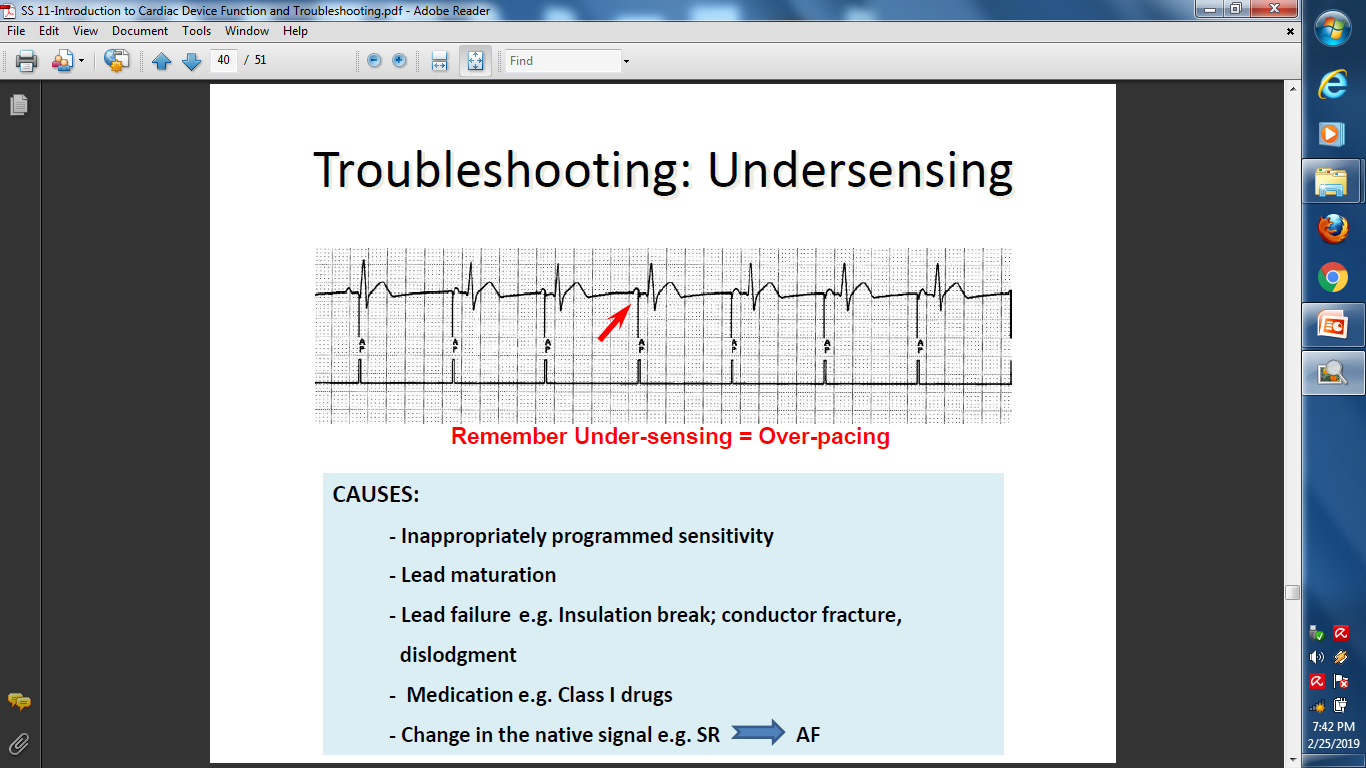 SS 11-Introduction to Cardiac Device Function and Troubleshooting.pdf - Adobe Reader
File Edit View Document Tools Window Help
40 / 51 Find
Troubleshooting: Undersensing
A A A A A A A
P P P P P P P
Remember Under-sensing = Over-pacing
CAUSES:
- Inappropriately programmed sensitivity
- Lead maturation
- Lead failure e.g. Insulation break; conductor fracture,
dislodgment
- Medication e.g. Class I drugs
- Change in the native signal e.g. SR AF
7:42 PM
2/25/2019